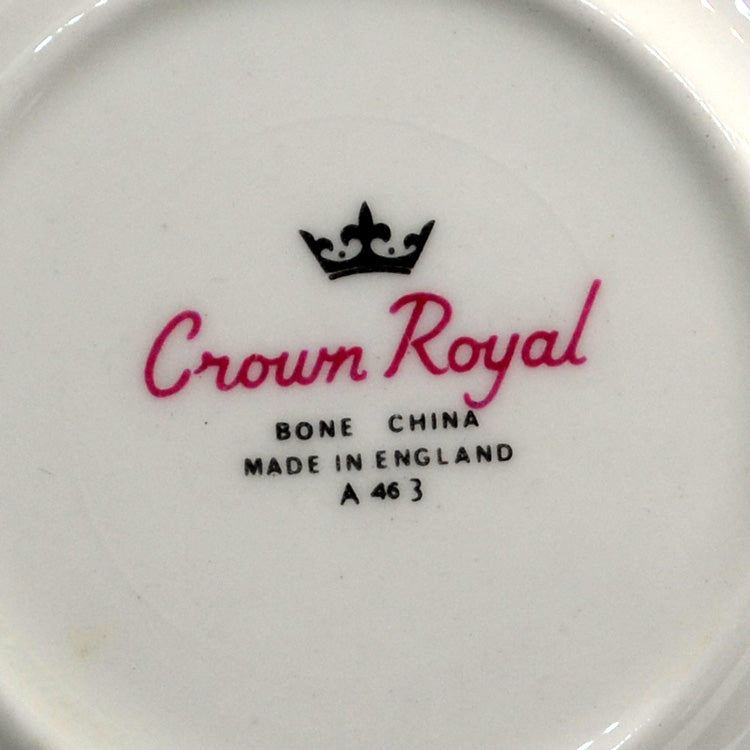 Crown Royal
BONE CHINA
MADE IN ENGLAND
A 46 3